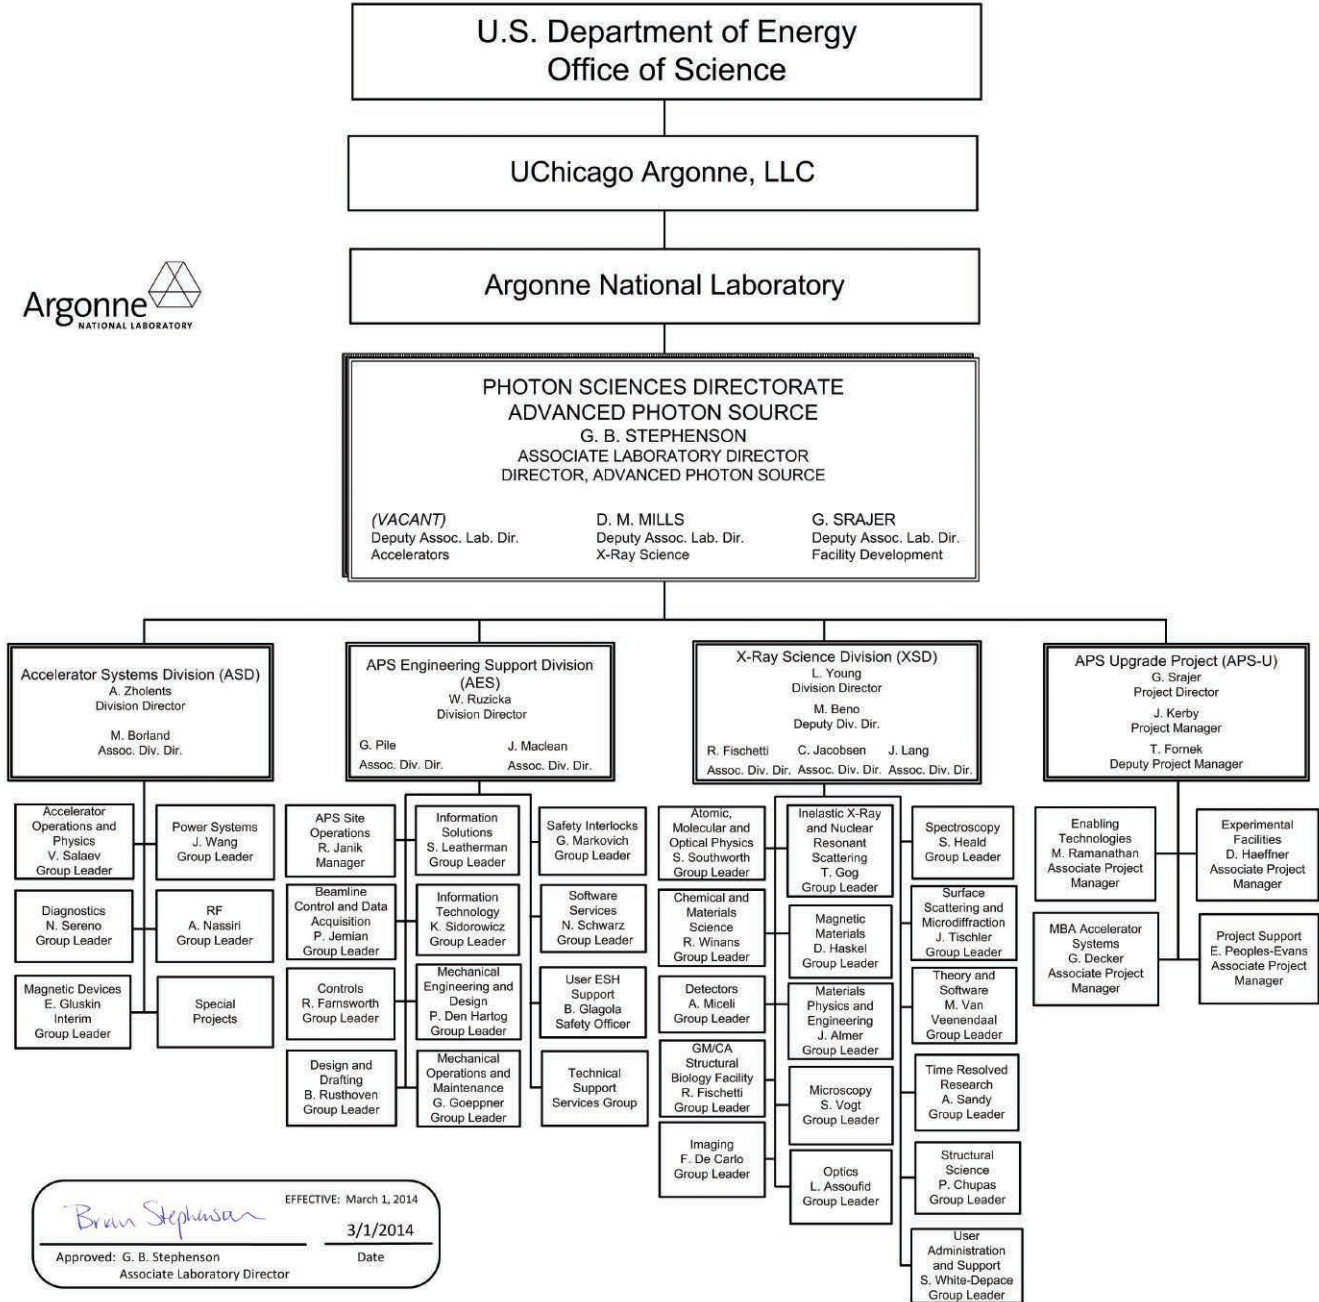 U.S. Department of Energy
Office of Science
UChicago Argonne, LLC
Argonne National Laboratory
Argonne
NATIONAL LABORATORY
PHOTON SCIENCES DIRECTORATE
ADVANCED PHOTON SOURCE
G. B. STEPHENSON
ASSOCIATE LABORATORY DIRECTOR
DIRECTOR, ADVANCED PHOTON SOURCE
(VACANT)
Deputy Assoc. Lab. Dir.
Accelerators
D. M. MILLS
Deputy Assoc. Lab. Dir.
X-Ray Science
G. SRAJER
Deputy Assoc. Lab. Dir.
Facility Development
Accelerator Systems Division (ASD)
A. Zholents
Division Director
M. Borland
Assoc. Div. Dir.
APS Engineering Support Division
(AES)
W. Ruzicka
Division Director
G. Pile
Assoc. Div. Dir.
J. Maclean
Assoc. Div. Dir.
X-Ray Science Division (XSD)
L. Young
Division Director
M. Beno
Deputy Div. Dir.
R. Fischetti
Assoc. Div. Dir.
C. Jacobsen
Assoc. Div. Dir.
J. Lang
Assoc. Div. Dir.
APS Upgrade Project (APS-U)
G. Srajer
Project Director
J. Kerby
Project Manager
T. Fornek
Deputy Project Manager
Accelerator
Operations and
Physics
V. Salaev
Group Leader
Power Systems
J. Wang
Group Leader
Diagnostics
N. Sereno
Group Leader
RF
A. Nassiri
Group Leader
Magnetic Devices
E. Gluskin
Interim
Group Leader
Special
Projects
APS Site
Operations
R. Janik
Manager
Information
Solutions
S. Leatherman
Group Leader
Safety Interlocks
G. Markovich
Group Leader
Beamline
Control and Data
Acquisition
P. Jemian
Group Leader
Information
Technology
K. Sidorowicz
Group Leader
Software
Services
N. Schwarz
Group Leader
Controls
R. Farnsworth
Group Leader
Mechanical
Engineering and
Design
P. Den Hartog
Group Leader
User ESH
Support
B. Glagola
Safety Officer
Design and
Drafting
B. Rusthoven
Group Leader
Mechanical
Operations and
Maintenance
G. Goeppner
Group Leader
Technical
Support
Services Group
Atomic,
Molecular and
Optical Physics
S. Southworth
Group Leader
Inelastic X-Ray
and Nuclear
Resonant
Scattering
T. Gog
Group Leader
Spectroscopy
S. Heald
Group Leader
Chemical and
Materials
Science
R. Winans
Group Leader
Magnetic
Materials
D. Haskel
Group Leader
Surface
Scattering and
Microdiffraction
J. Tischler
Group Leader
Detectors
A. Miceli
Group Leader
Materials
Physics and
Engineering
J. Almer
Group Leader
Theory and
Software
M. Van
Veenendaal
Group Leader
GM/CA
Structural
Biology Facility
R. Fischetti
Group Leader
Microscopy
S. Vogt
Group Leader
Time Resolved
Research
A. Sandy
Group Leader
Imaging
F. De Carlo
Group Leader
Optics
L. Assoufid
Group Leader
Structural
Science
P. Chupas
Group Leader
User
Administration
and Support
S. White-Depace
Group Leader
Enabling
Technologies
M. Ramanathan
Associate Project
Manager
Experimental
Facilities
D. Haeffner
Associate Project
Manager
MBA Accelerator
Systems
G. Decker
Associate Project
Manager
Project Support
E. Peoples-Evans
Associate Project
Manager
EFFECTIVE: March 1, 2014
Brian Stephenson
3/1/2014
Approved: G. B. Stephenson
Associate Laboratory Director
Date